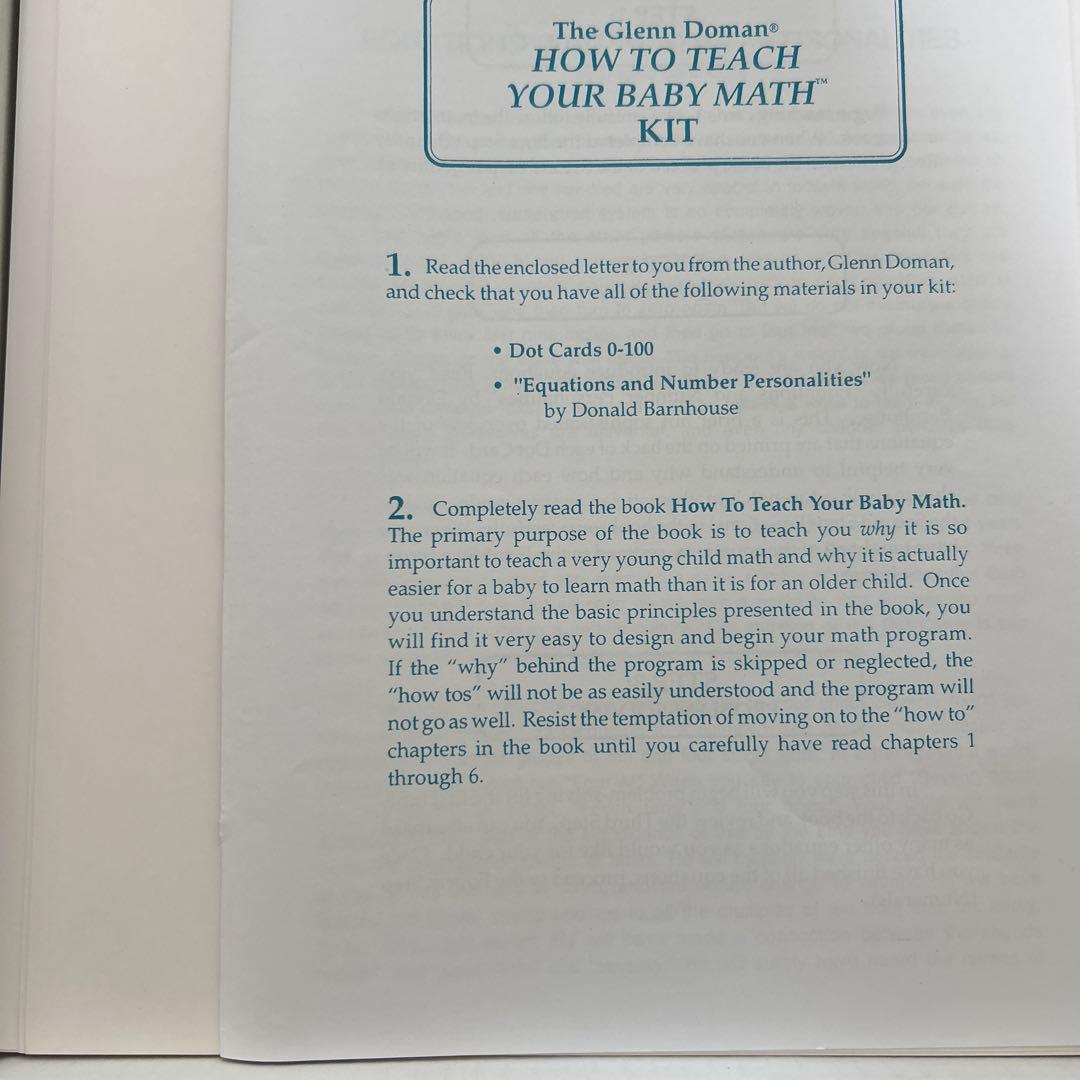 The Glenn Doman®
HOW TO TEACH
YOUR BABY MATH™
KIT
1. Read the enclosed letter to you from the author, Glenn Doman,
and check that you have all of the following materials in your kit:
• Dot Cards 0-100
• "Equations and Number Personalities"
by Donald Barnhouse
2. Completely read the book How To Teach Your Baby Math.
The primary purpose of the book is to teach you why it is so
important to teach a very young child math and why it is actually
easier for a baby to learn math than it is for an older child. Once
you understand the basic principles presented in the book, you
will find it very easy to design and begin your math program.
If the “why” behind the program is skipped or neglected, the
“how tos” will not be as easily understood and the program will
not go as well. Resist the temptation of moving on to the “how to”
chapters in the book until you carefully have read chapters 1
through 6.